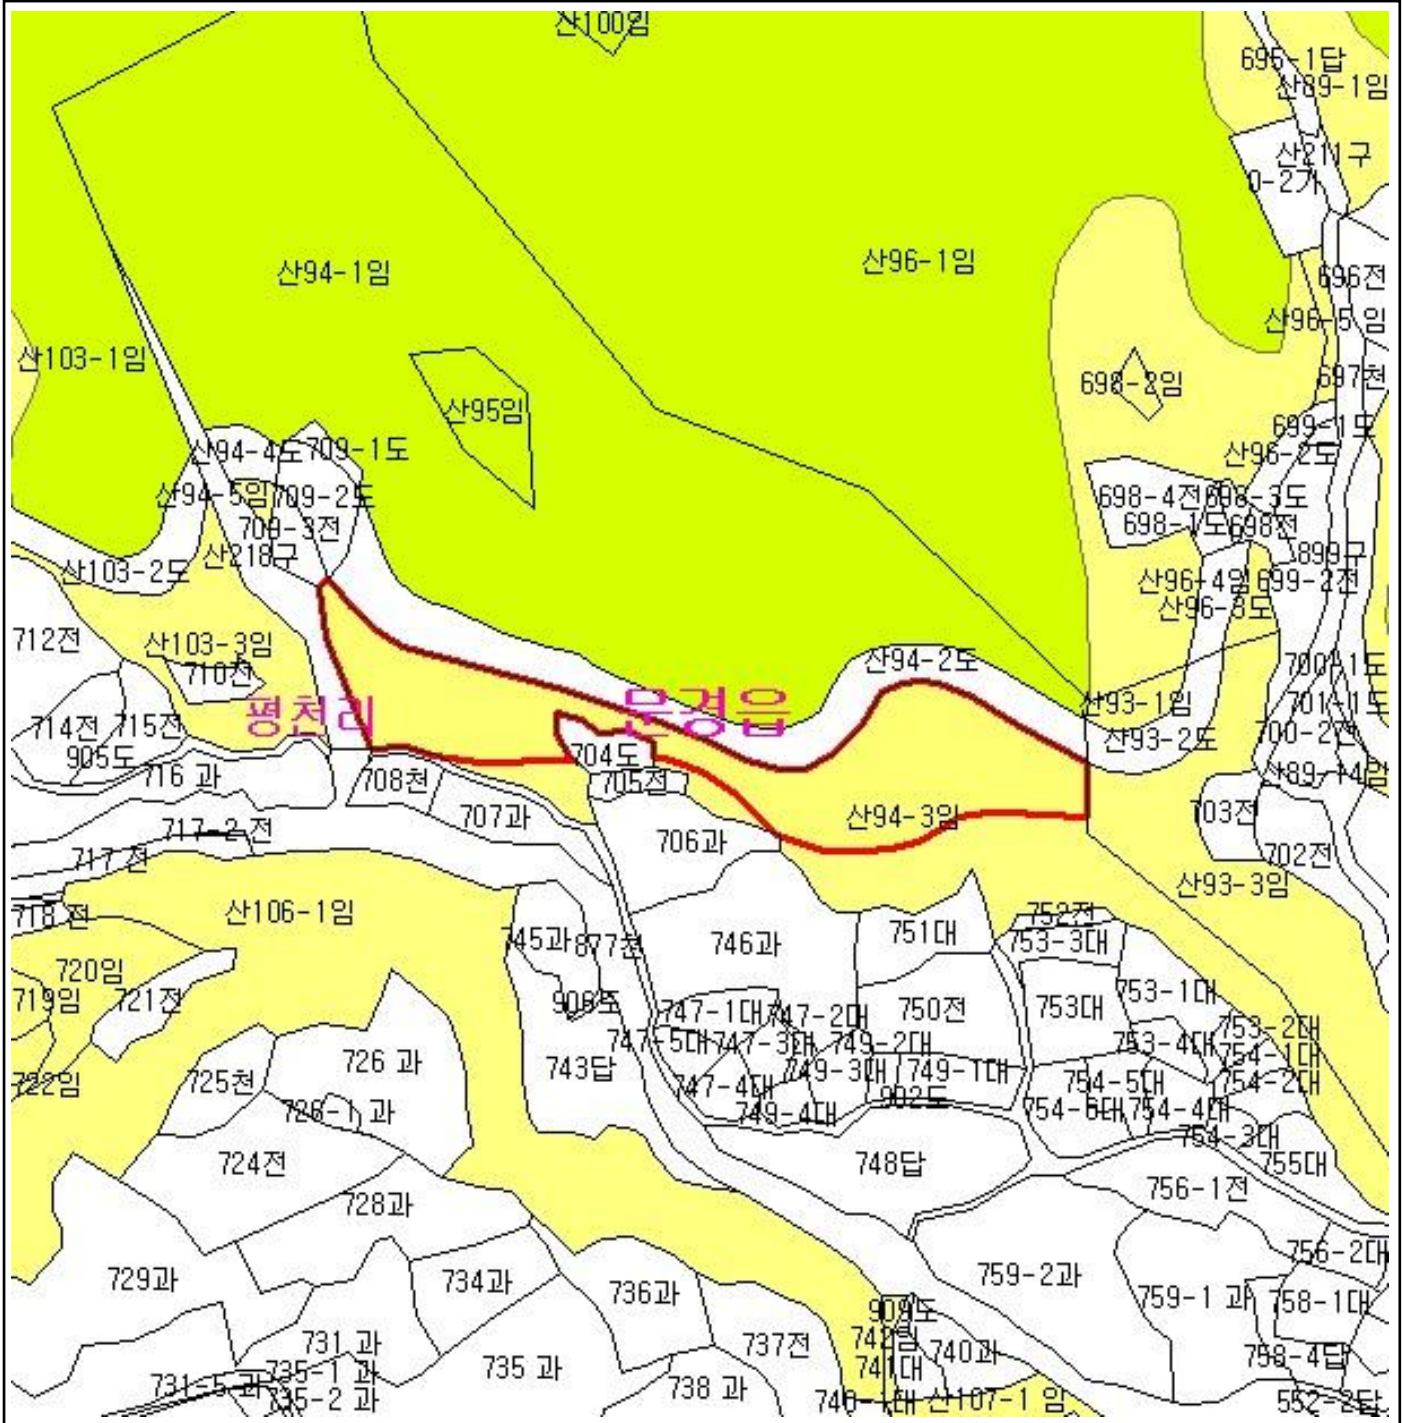 산100임
695-1답
산89-1임
산211구
산94-1임
산96-1임
696전
산96-5 임
산103-1임
697천
698-2임
산95임
699-1도
산94-4도
709-1도
산96-2도
산94-5임
709-2도
698-4전
698-3도
709-3전
698-1도
698전
산218구
899구
산103-2도
산96-4임
699-2전
산96-3도
712전
산103-3임
산94-2도
700-1도
710전
평천리
문경읍
산93-1임
701-1도
714전
715전
산93-2도
700-2전
905도
704도
716 과
708천
705전
산89-14임
707과
산94-3임
703전
717-2 전
706과
717 전
702전
산93-3임
718 전
산106-1임
752전
745과
877천
746과
751대
753-3대
720임
719임
721전
906도
747-1대
747-2대
750전
753대
753-1대
753-2대
747-5대
747-3대
749-2대
753-4대
754-1대
726 과
743답
722임
725천
747-4대
749-3대
749-1대
754-5대
754-2대
726-1 과
749-4대
902도
754-6대
754-4대
754-3대
724전
748답
755대
756-1전
728과
756-2대
729과
734과
736과
759-2과
759-1 과
758-1대
909도
731 과
737전
742임
740과
758-4답
735 과
741대
735-1 과
731-5 과
738 과
735-2 과
740-1대
산107-1 임
552-2답